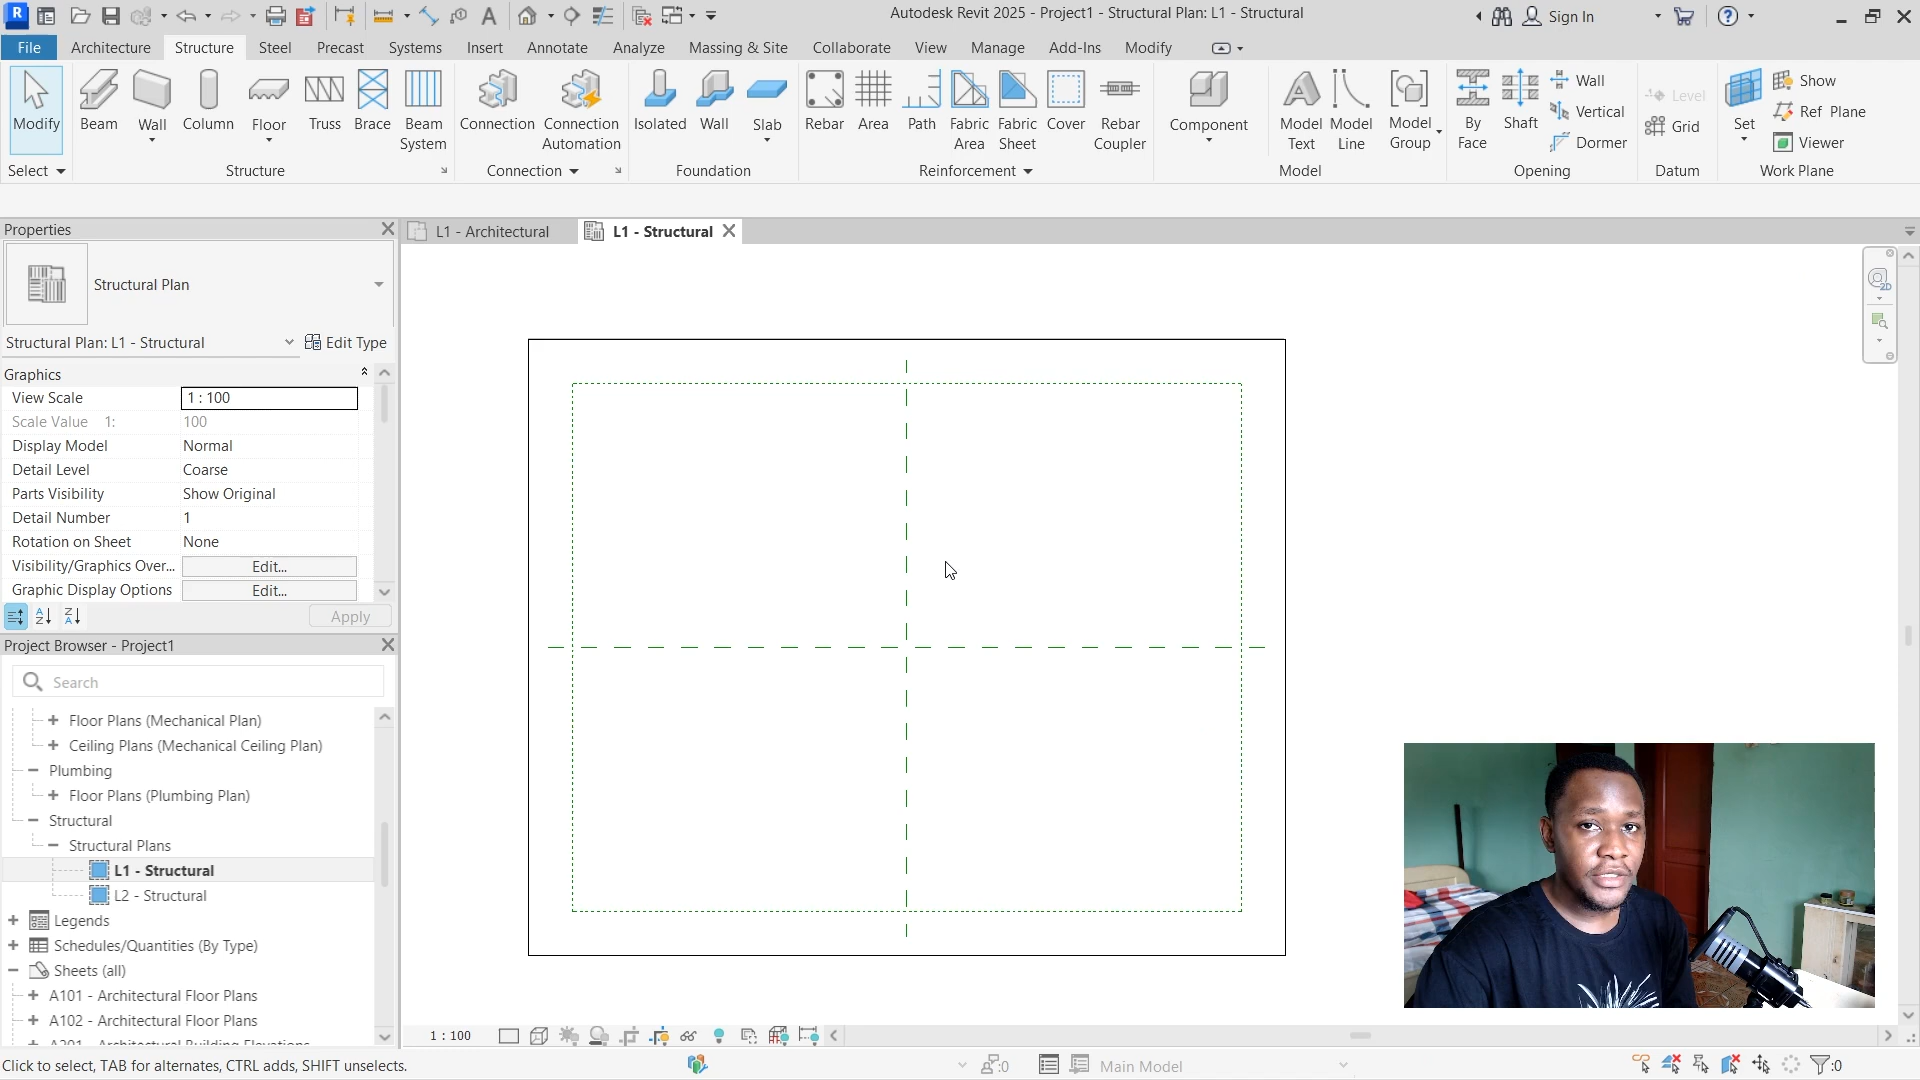 Autodesk Revit 2025 - Project1 - Structural Plan: L1 - Structural
Sign In
File
Architecture
Structure
Steel
Precast
Systems
Insert
Annotate
Analyze
Massing & Site
Collaborate
View
Manage
Add-Ins
Modify
Modify
Beam
Wall
Column
Floor
Truss
Brace
Beam
System
Connection
Connection
Automation
Isolated
Wall
Slab
Rebar
Area
Path
Fabric
Area
Fabric
Sheet
Cover
Rebar
Coupler
Component
Model
Text
Model
Line
Model
Group
By
Face
Shaft
Wall
Vertical
Dormer
Level
Grid
Set
Show
Ref Plane
Viewer
Select
Structure
Connection
Foundation
Reinforcement
Model
Opening
Datum
Work Plane
Properties
L1 - Architectural
L1 - Structural
Structural Plan
Structural Plan: L1 - Structural
Edit Type
Graphics
View Scale
1 : 100
Scale Value 1:
100
Display Model
Normal
Detail Level
Coarse
Parts Visibility
Show Original
Detail Number
1
Rotation on Sheet
None
Visibility/Graphics Over...
Edit...
Graphic Display Options
Edit...
Apply
Project Browser - Project1
Search
Floor Plans (Mechanical Plan)
Ceiling Plans (Mechanical Ceiling Plan)
Plumbing
Floor Plans (Plumbing Plan)
Structural
Structural Plans
L1 - Structural
L2 - Structural
Legends
Schedules/Quantities (By Type)
Sheets (all)
A101 - Architectural Floor Plans
A102 - Architectural Floor Plans
A201 - Architectural Building Elevations
1 : 100
Click to select, TAB for alternates, CTRL adds, SHIFT unselects.
:0
Main Model
:0